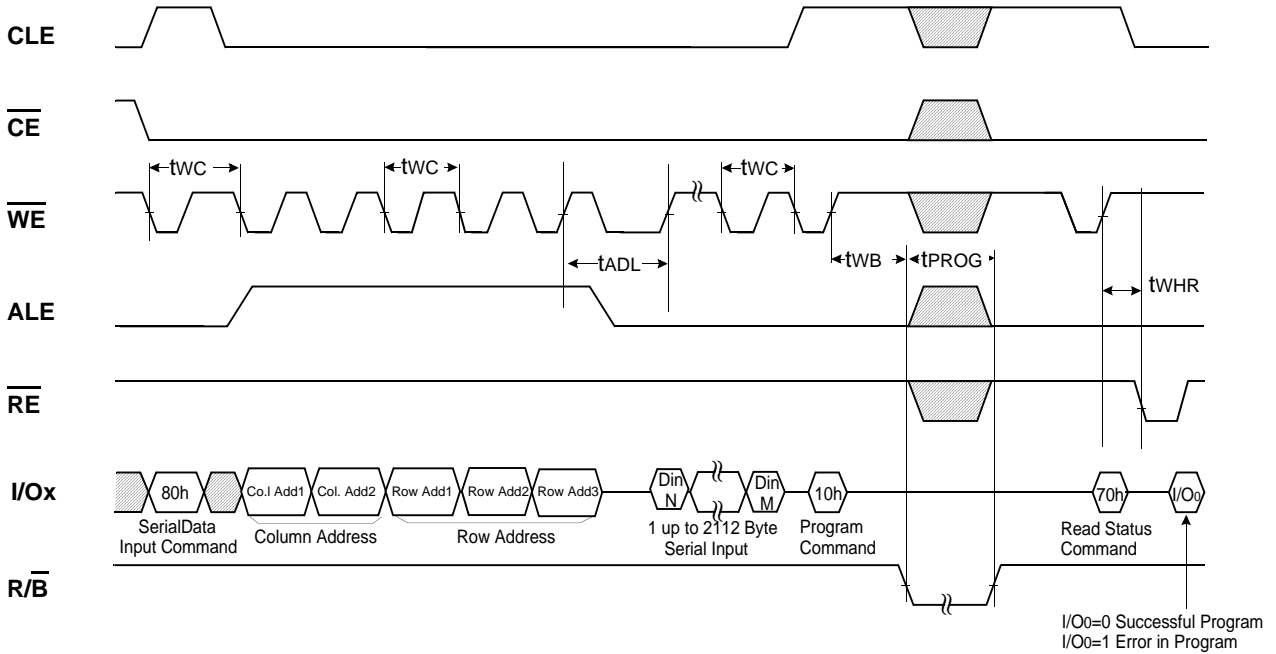 CLE
CE
tWC
tWC
tWC
WE
tADL
tWB
tPROG
tWHR
ALE
RE
I/Ox
80h
Co.l Add1
Col. Add2
Row Add1
Row Add2
Row Add3
Din
N
Din
M
10h
70h
I/O0
SerialData
Input Command
Column Address
Row Address
1 up to 2112 Byte
Serial Input
Program
Command
Read Status
Command
R/B
I/O0=0 Successful Program
I/O0=1 Error in Program